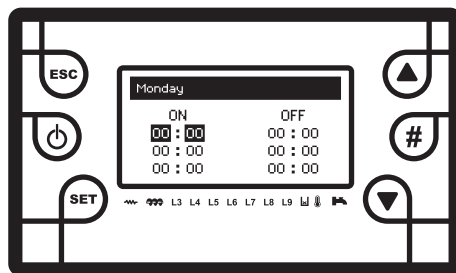 ESC
Monday
ON OFF
00 : 00 00 : 00
00 : 00 00 : 00
00 : 00 00 : 00
#
SET
L3 L4 L5 L6 L7 L8 L9